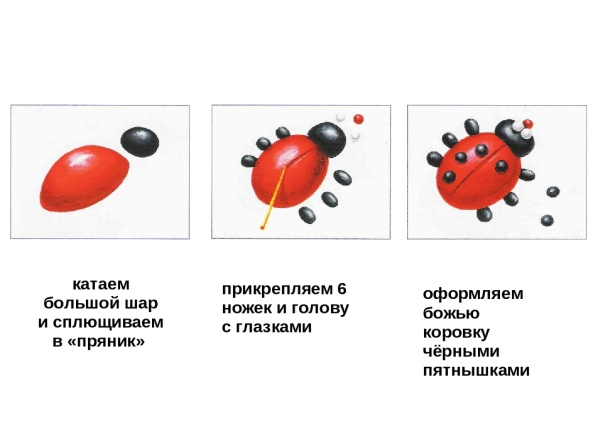 катаем
большой шар
и сплющиваем
в «пряник»
прикрепляем 6
ножек и голову
с глазками
оформляем
божью
коровку
чёрными
пятнышками